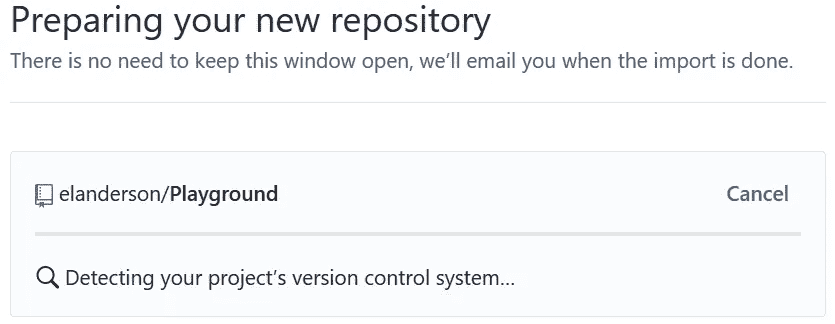 Preparing your new repository
There is no need to keep this window open, we’ll email you when the import is done.
elanderson/Playground
Cancel
Detecting your project’s version control system...